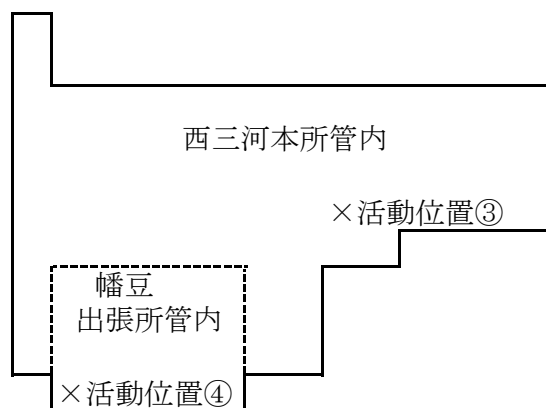 西三河本所管内
×活動位置③
幡豆
出張所管内
×活動位置④